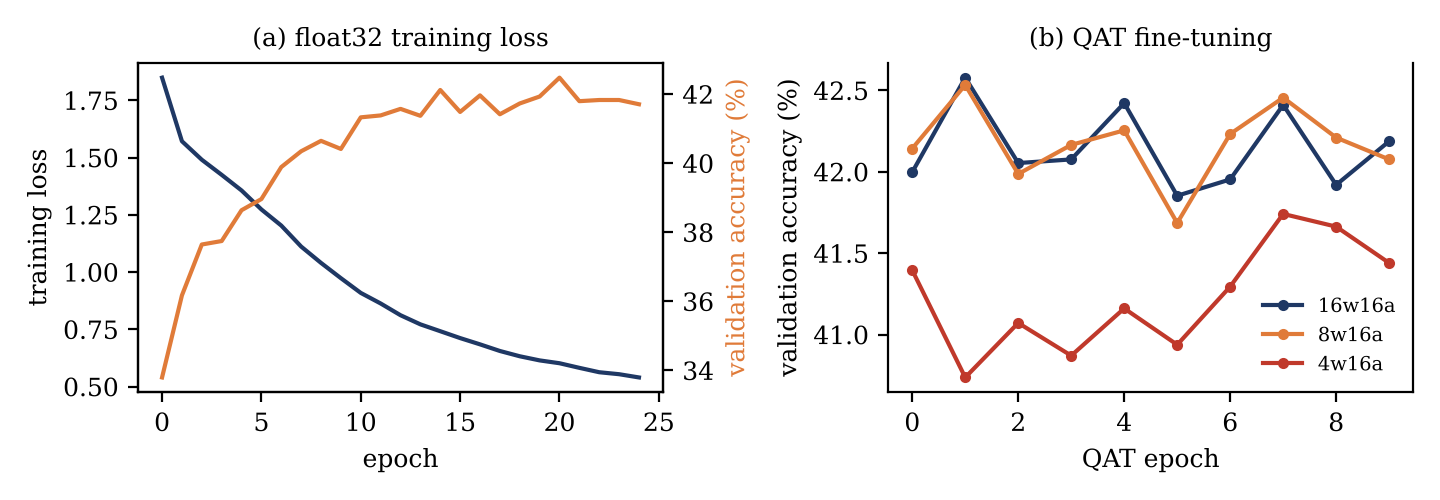 (a) float32 training loss
training loss
1.75
1.50
1.25
1.00
0.75
0.50
0
5
10
15
20
25
epoch
42
40
38
36
34
validation accuracy (%)
(b) QAT fine-tuning
validation accuracy (%)
42.5
42.0
41.5
41.0
0
2
4
6
8
QAT epoch
16w16a
8w16a
4w16a